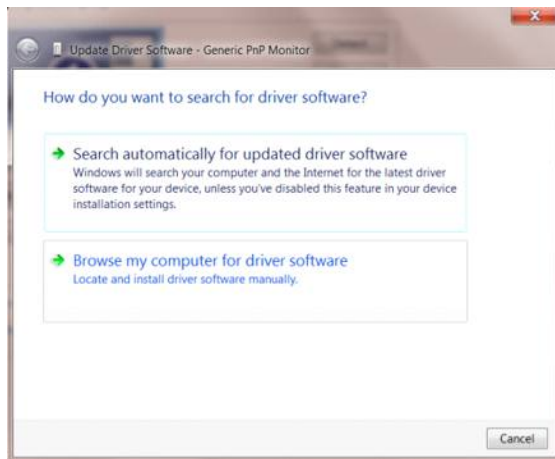 Update Driver Software - Generic PnP Monitor
How do you want to search for driver software?
Search automatically for updated driver software
Windows will search your computer and the Internet for the latest driver
software for your device, unless you've disabled this feature in your device
installation settings.
Browse my computer for driver software
Locate and install driver software manually.
Cancel